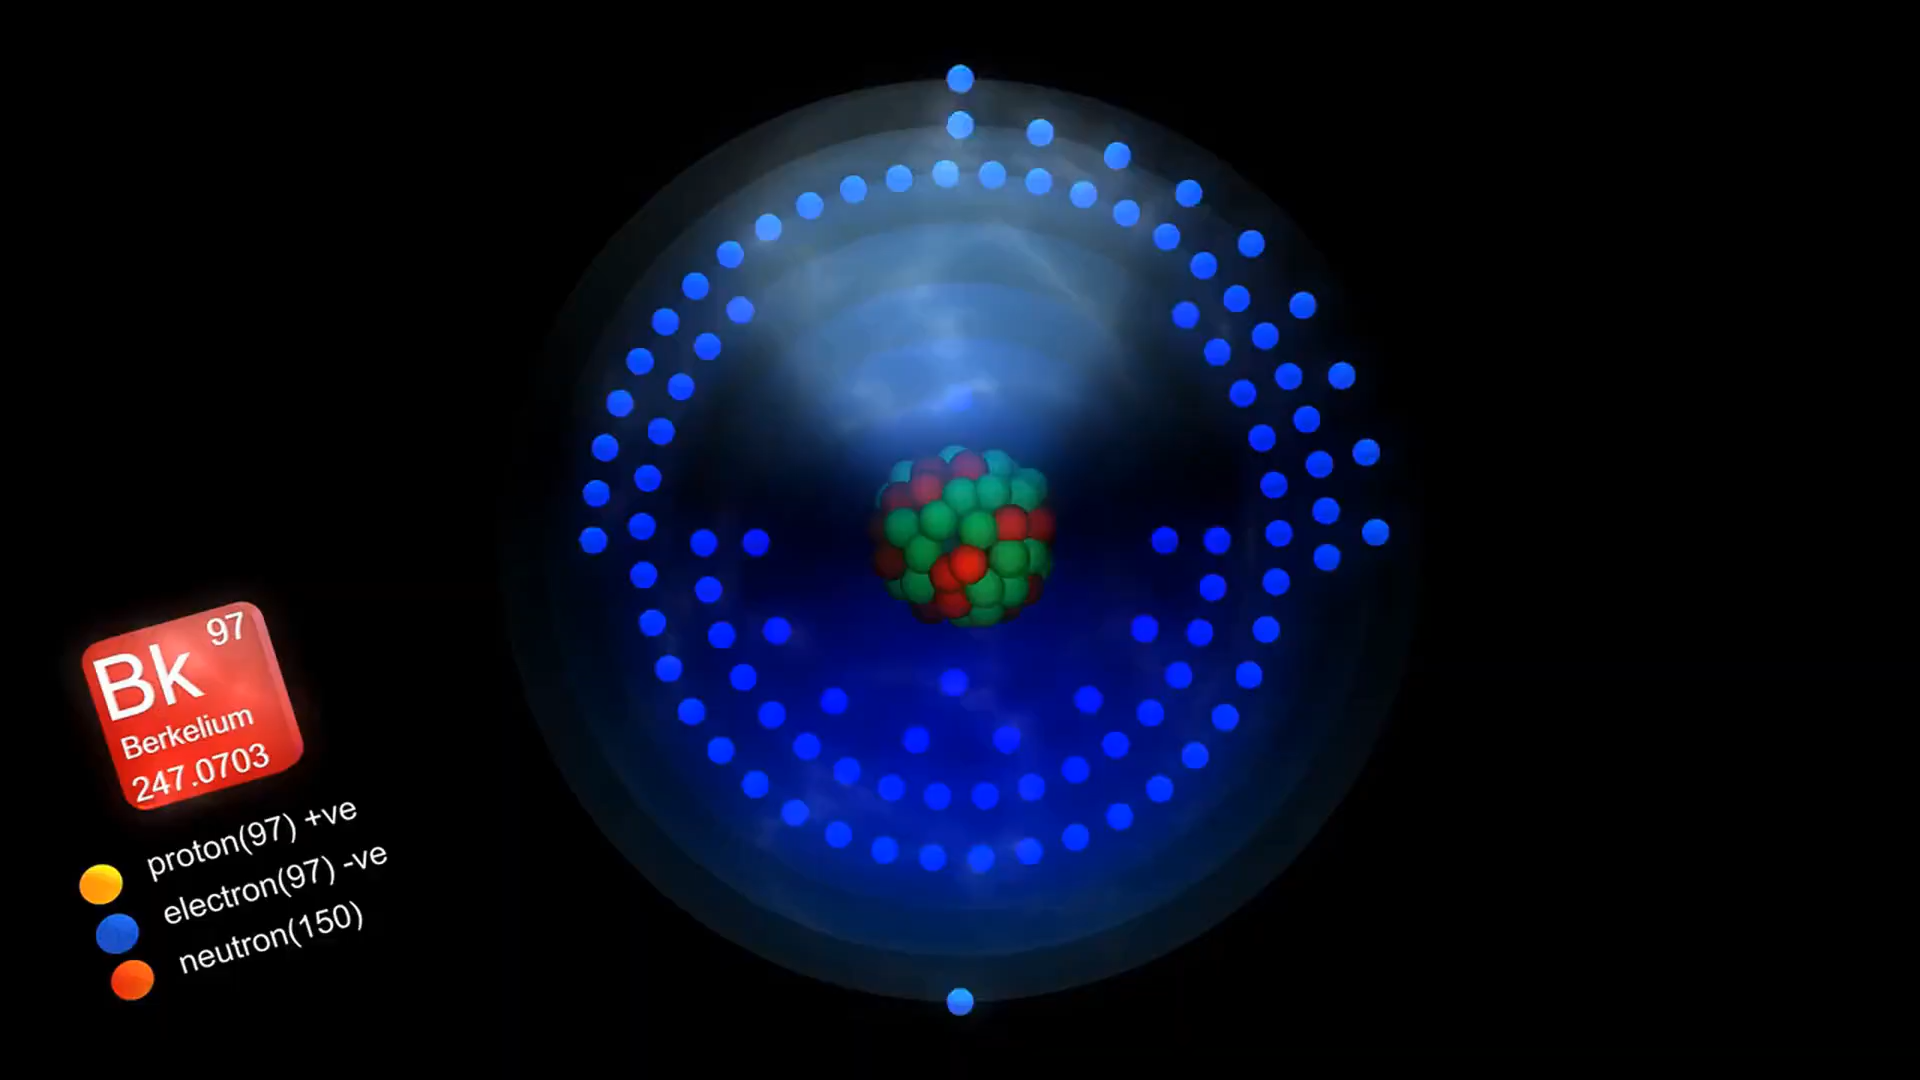 97
Bk
Berkelium
247.0703
proton(97) +ve
electron(97) -ve
neutron(150)